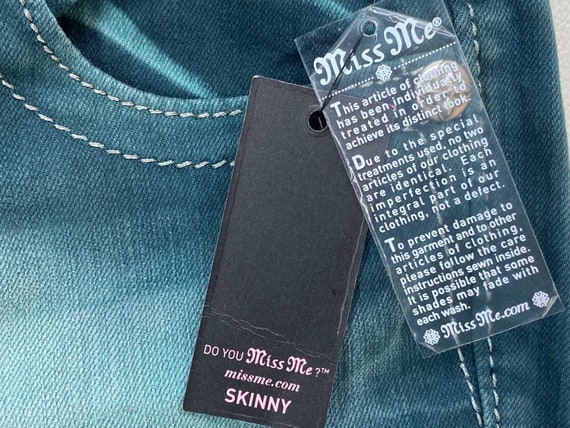 Miss Me®
This article of clothing
has been individually
treated in order to
achieve its distinct look.
Due to the special
treatments used, no two
articles of our clothing
are identical. Each
imperfection is an
integral part of our
clothing, not a defect.
To prevent damage to
this garment and to other
articles of clothing,
please follow the care
instructions sewn inside.
It is possible that some
shades may fade with
each wash.
Miss Me.com
DO YOU Miss Me?™
missme.com
SKINNY